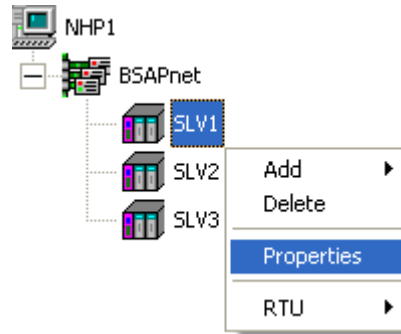 NHP1
BSAPnet
SLV1
SLV2
SLV3
Add
Delete
Properties
RTU